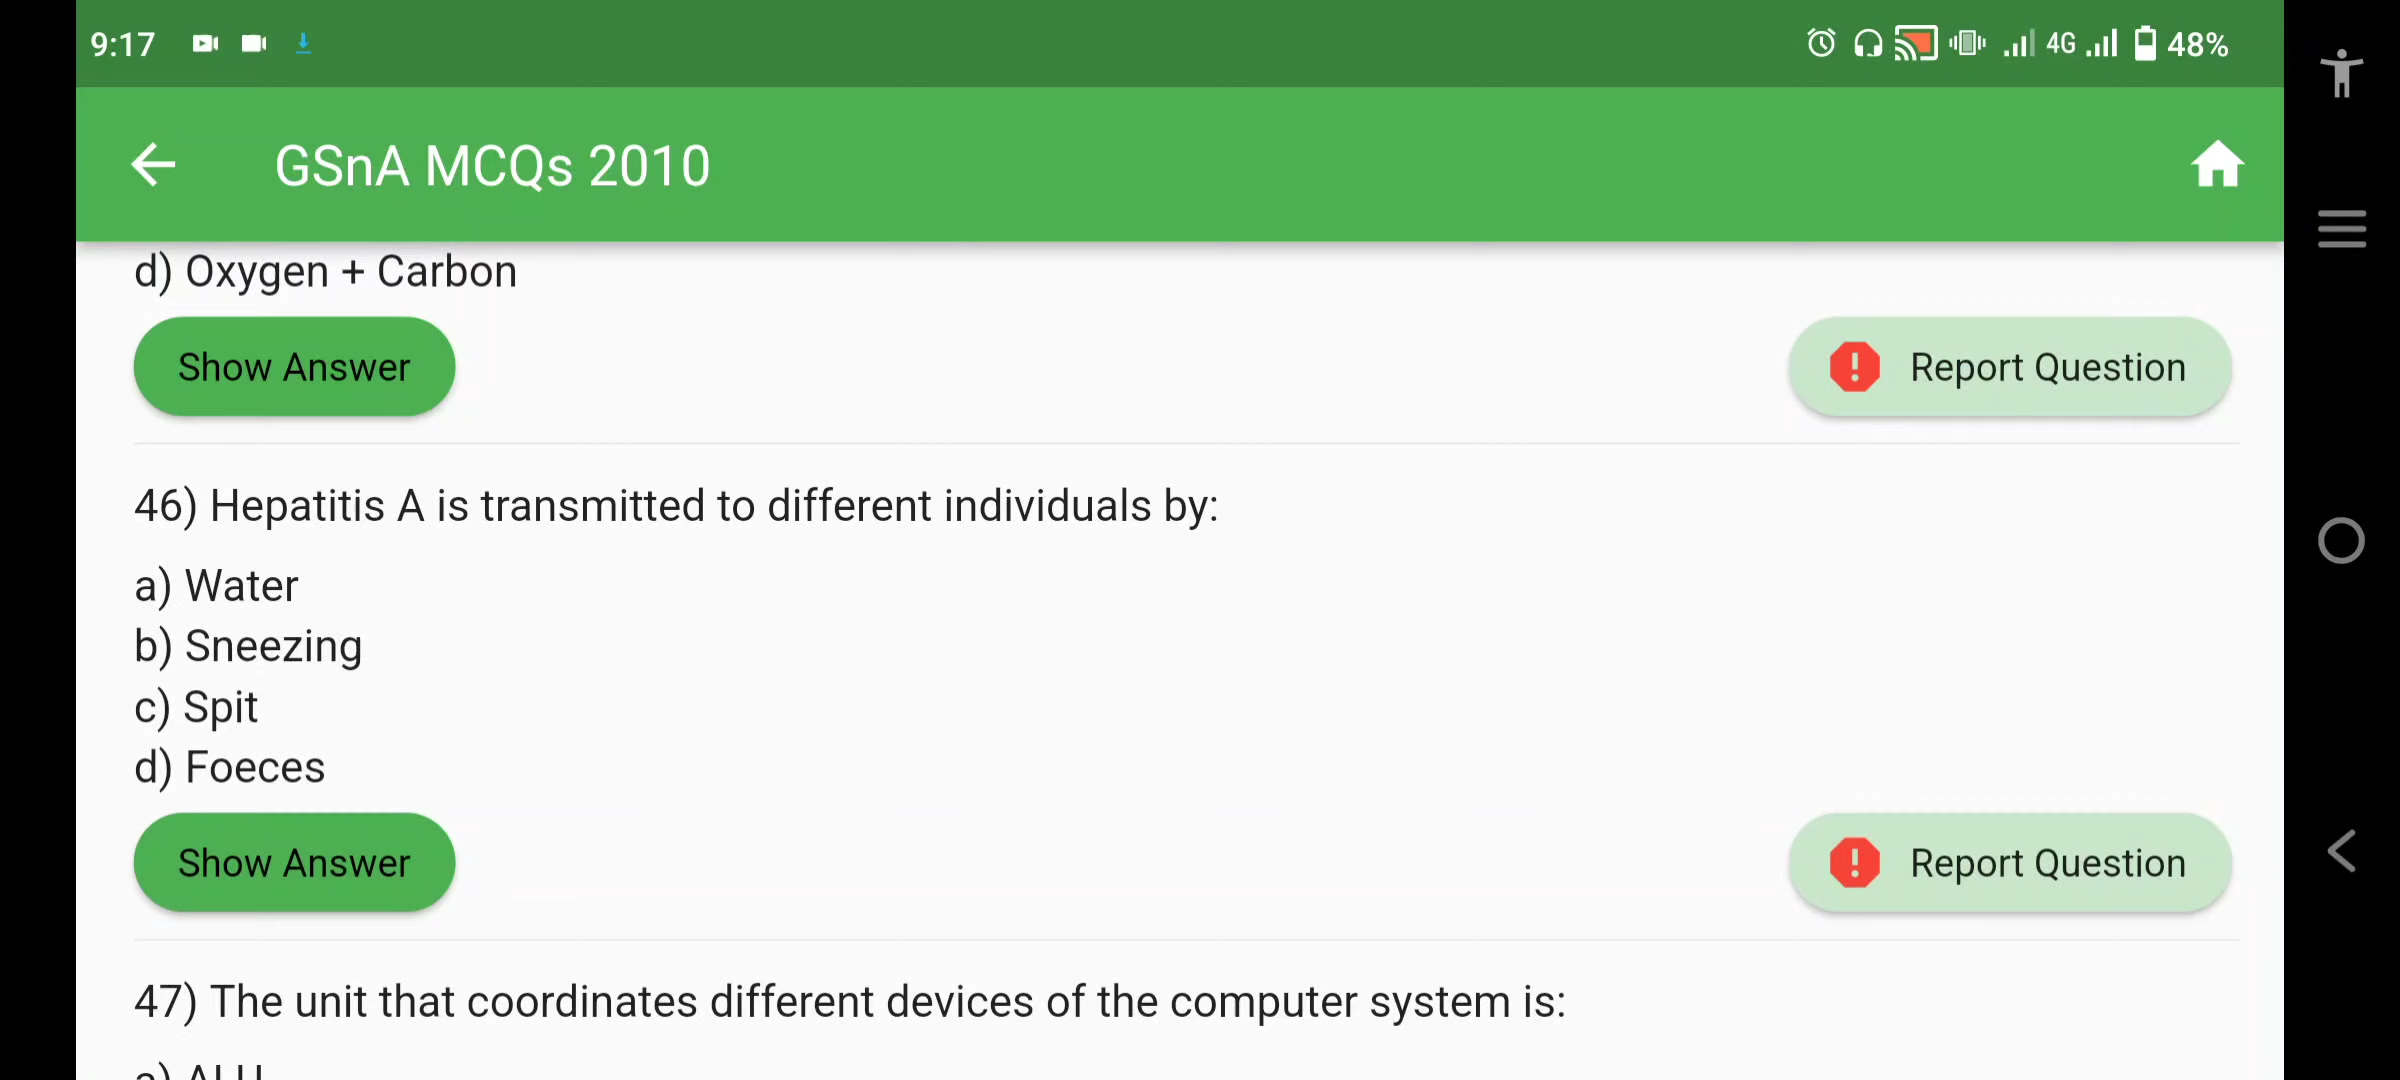 9:17
4G
48%
GSnA MCQs 2010
d) Oxygen + Carbon
Show Answer
Report Question
46) Hepatitis A is transmitted to different individuals by:
a) Water
b) Sneezing
c) Spit
d) Foeces
Show Answer
Report Question
47) The unit that coordinates different devices of the computer system is:
a) ALU